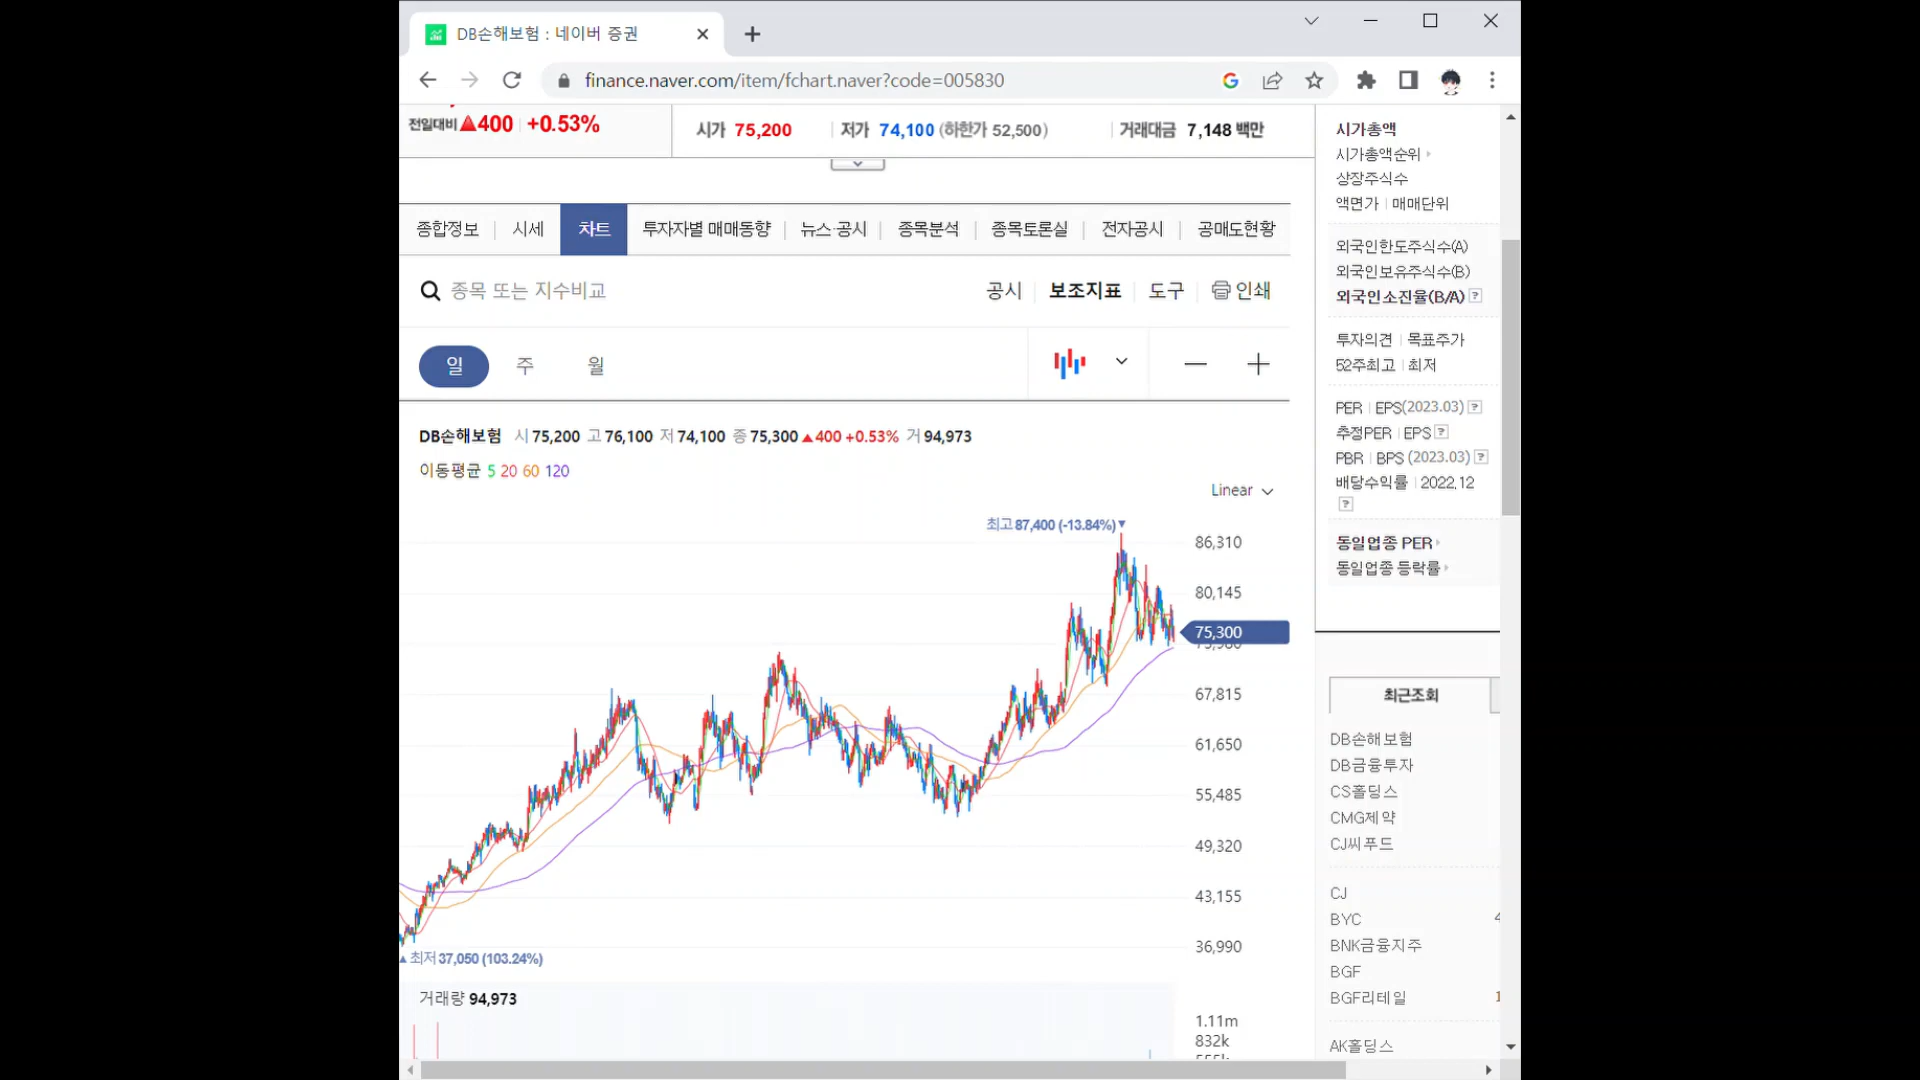 DB손해보험 : 네이버 증권
finance.naver.com/item/fchart.naver?code=005830
전일대비 ▲400 +0.53%
시가 75,200 저가 74,100 (하한가 52,500) 거래대금 7,148 백만
종합정보 시세 차트 투자자별 매매동향 뉴스·공시 종목분석 종목토론실 전자공시 공매도현황
종목 또는 지수비교
공시 보조지표 도구 인쇄
일 주 월
DB손해보험 시 75,200 고 76,100 저 74,100 종 75,300 ▲400 +0.53% 거 94,973
이동평균 5 20 60 120
Linear
최고 87,400 (-13.84%)▼
86,310
80,145
75,300
67,815
61,650
55,485
49,320
43,155
36,990
▲최저 37,050 (103.24%)
거래량 94,973
1.11m
832k
시가총액
시가총액순위
상장주식수
액면가 | 매매단위
외국인한도주식수(A)
외국인보유주식수(B)
외국인소진율(B/A) ?
투자의견 | 목표주가
52주최고 | 최저
PER | EPS(2023.03) ?
추정PER | EPS ?
PBR | BPS (2023.03) ?
배당수익률 | 2022.12
?
동일업종 PER
동일업종 등락률
최근조회
DB손해보험
DB금융투자
CS홀딩스
CMG제약
CJ씨푸드
CJ
BYC 4
BNK금융지주
BGF
BGF리테일 1
AK홀딩스